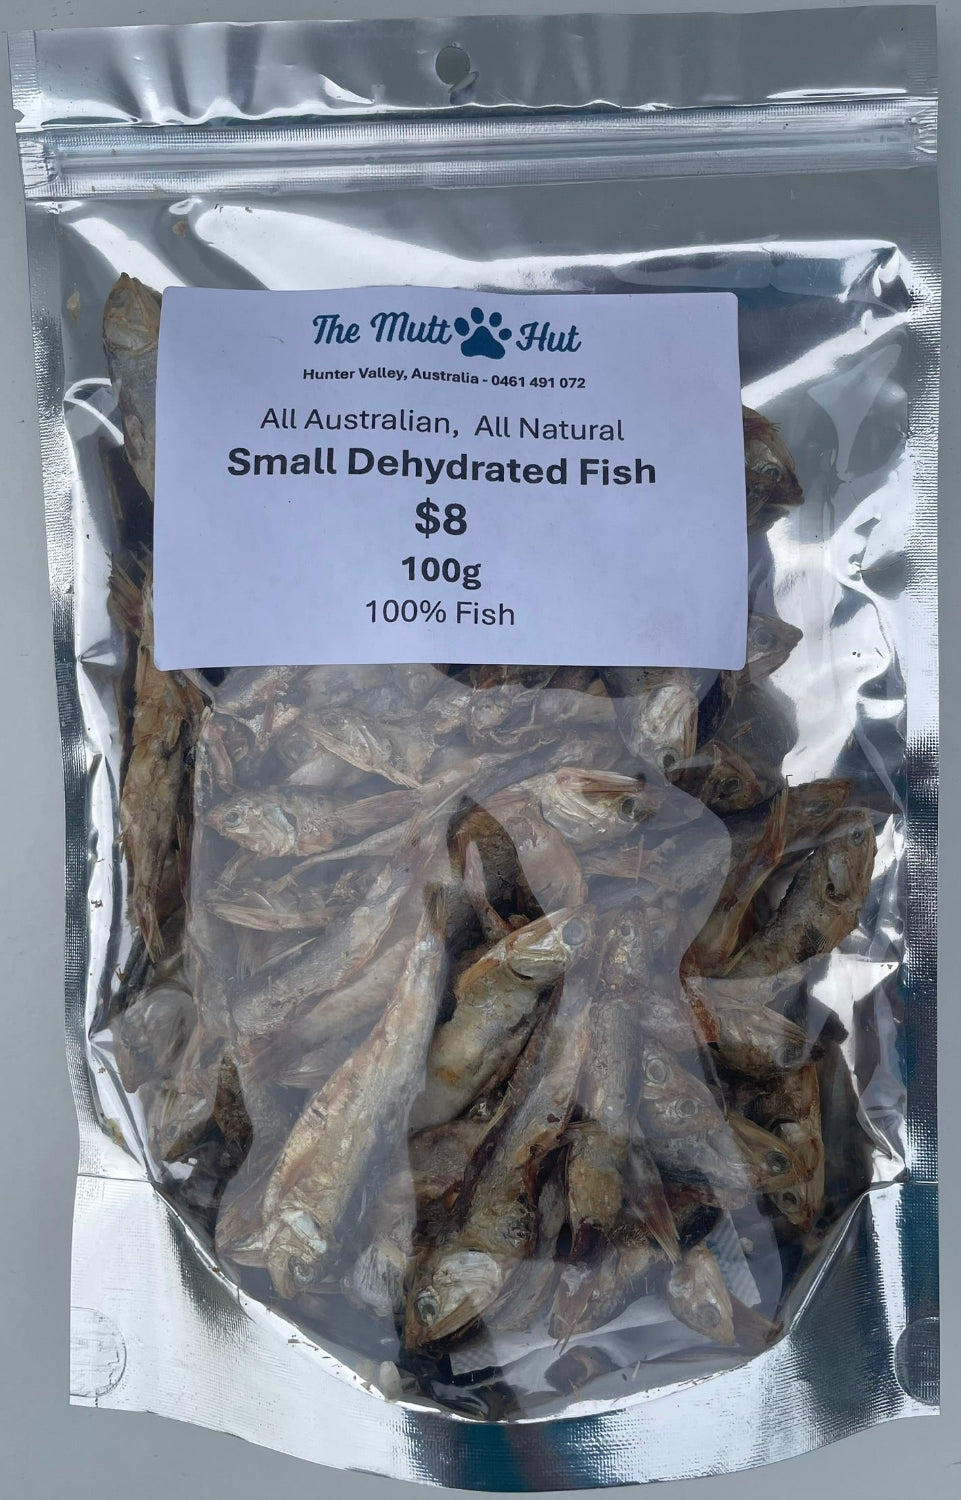 The Mutt Hut
Hunter Valley, Australia - 0461 491 072
All Australian, All Natural
Small Dehydrated Fish
$8
100g
100% Fish